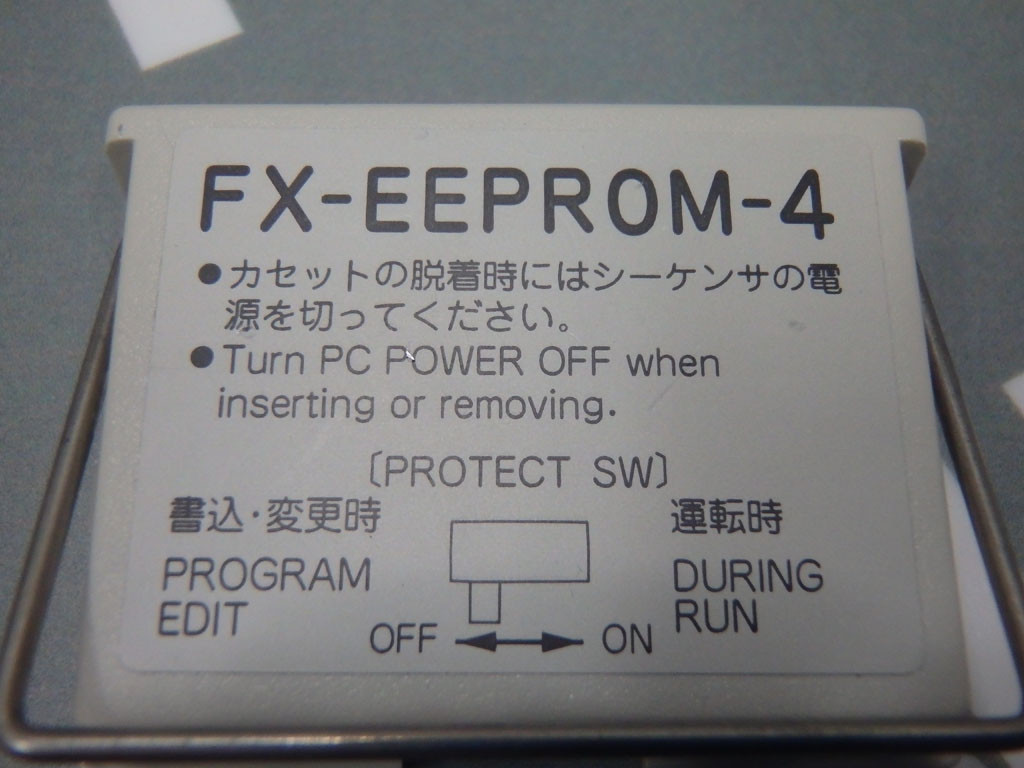 FX-EEPROM-4
●カセットの脱着時にはシーケンサの電
源を切ってください。
●Turn PC POWER OFF when
inserting or removing.
〔PROTECT SW〕
書込・変更時
運転時
PROGRAM
EDIT
DURING
RUN
OFF
ON